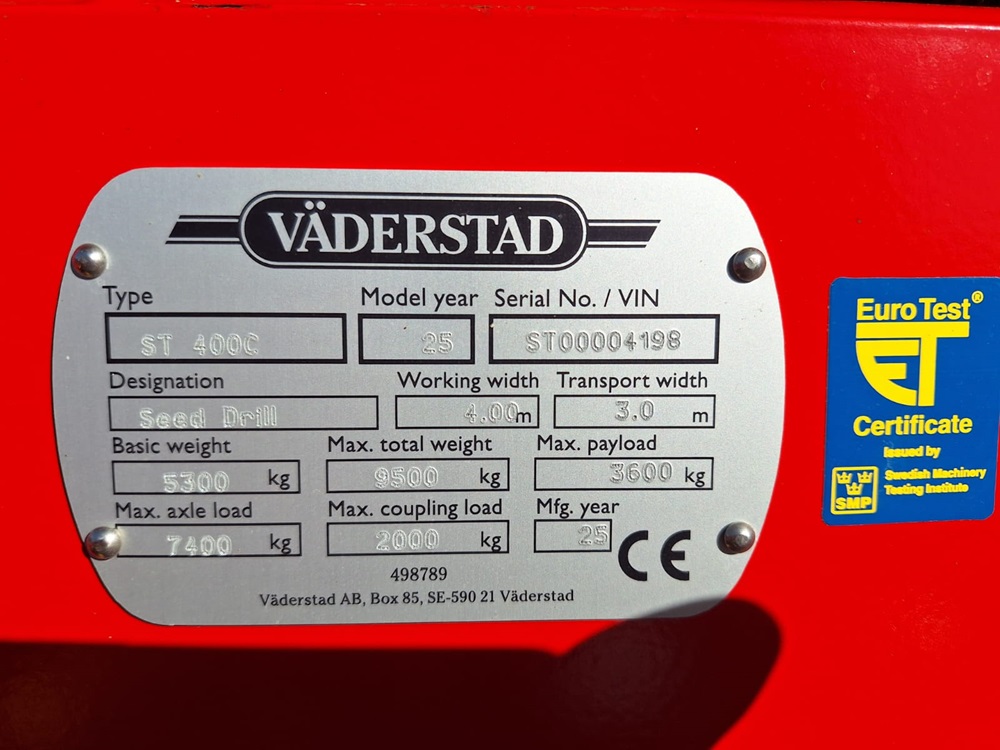 VÄDERSTAD
Type Model year Serial No. / VIN
ST 400C 25 ST00004198
Designation Working width Transport width
Seed Drill 4.00 m 3.0 m
Basic weight Max. total weight Max. payload
5300 kg 9500 kg 3600 kg
Max. axle load Max. coupling load Mfg. year
7400 kg 2000 kg 25
CE
498789
Väderstad AB, Box 85, SE-590 21 Väderstad
Euro Test®
ET
Certificate
Issued by
Swedish Machinery
Testing Institute
SMP